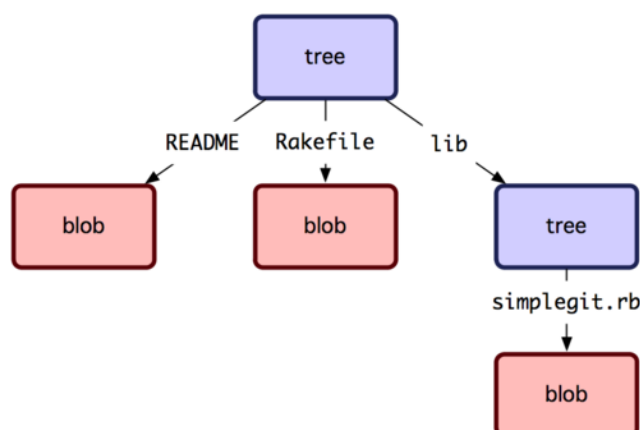 tree
README Rakefile lib
blob blob tree
simplegit.rb
blob